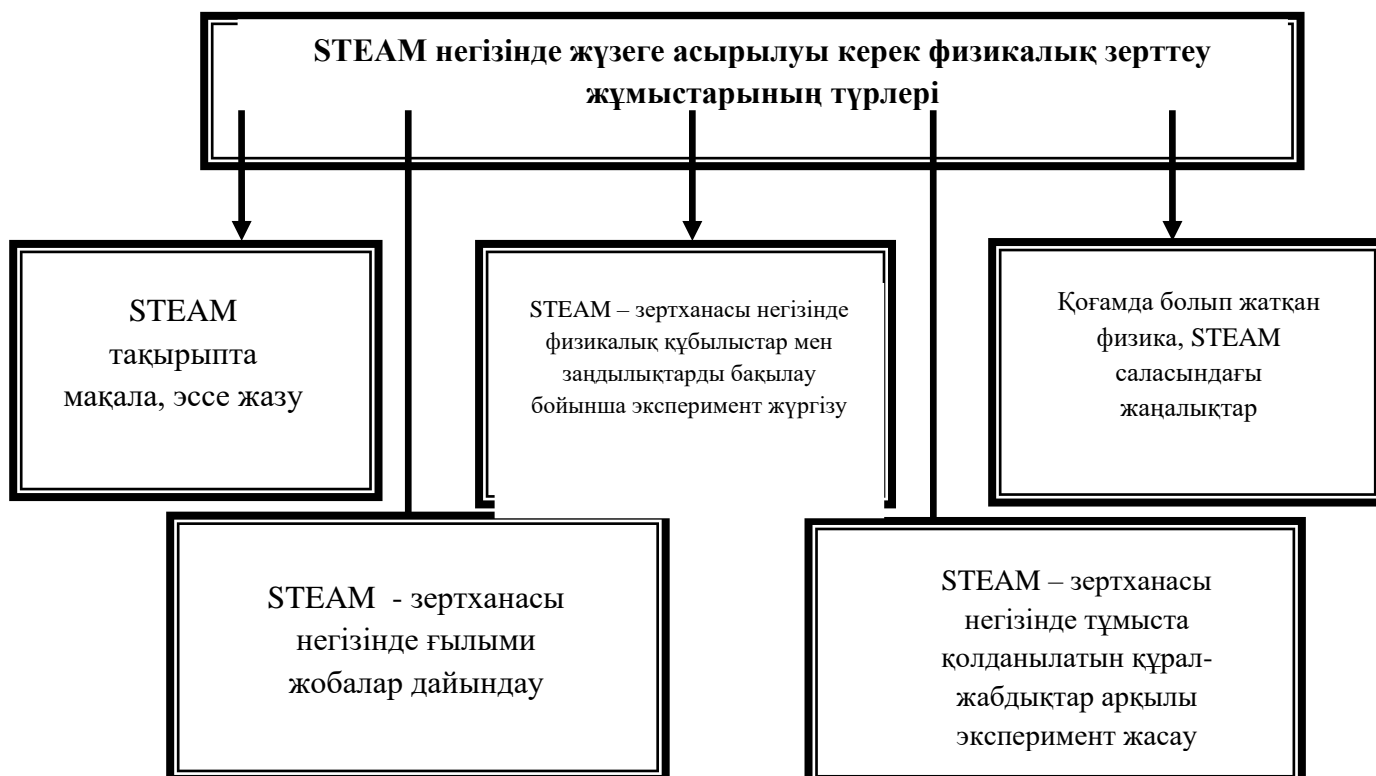 STEAM негізінде жүзеге асырылуы керек физикалық зерттеу
жұмыстарының түрлері
STEAM
тақырыпта
мақала, эссе жазу
STEAM – зертханасы негізінде
физикалық құбылыстар мен
заңдылықтарды бақылау
бойынша эксперимент жүргізу
Қоғамда болып жатқан
физика, STEAM
саласындағы
жаңалықтар
STEAM - зертханасы
негізінде ғылыми
жобалар дайындау
STEAM – зертханасы
негізінде тұмыста
қолданылатын құрал-
жабдықтар арқылы
эксперимент жасау